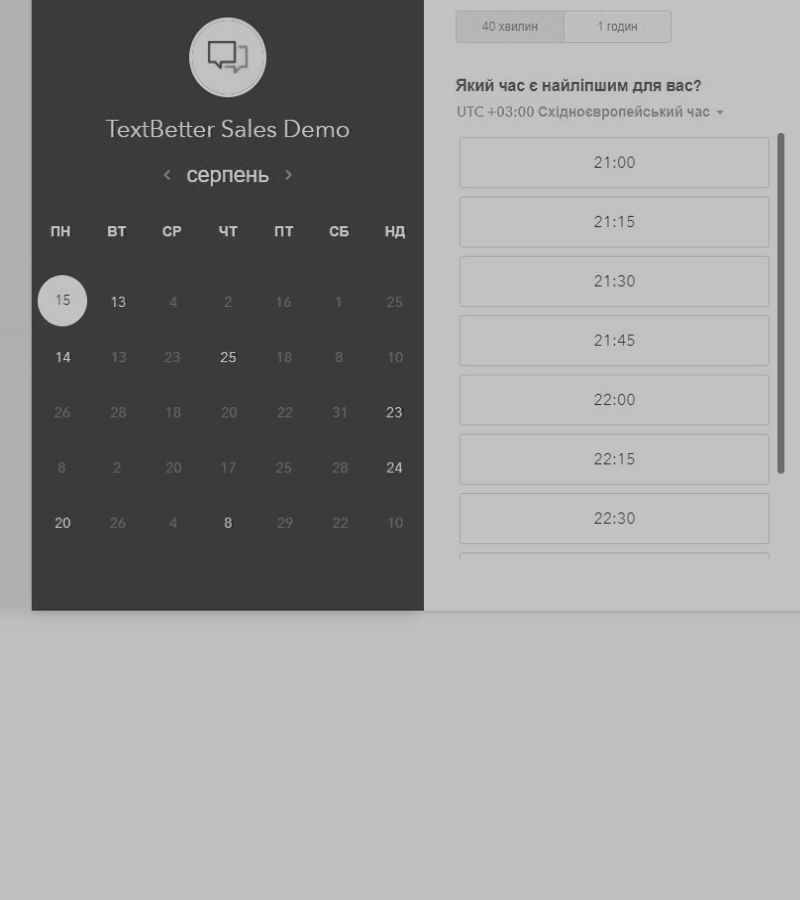 TextBetter Sales Demo
серпень
ПН ВТ СР ЧТ ПТ СБ НД
15 13 4 2 16 1 25
14 13 23 25 18 8 10
26 28 18 20 22 31 23
8 2 20 17 25 28 24
20 26 4 8 29 22 10
40 хвилин 1 годин
Який час є найліпшим для вас?
UTC +03:00 Східноєвропейський час
21:00
21:15
21:30
21:45
22:00
22:15
22:30